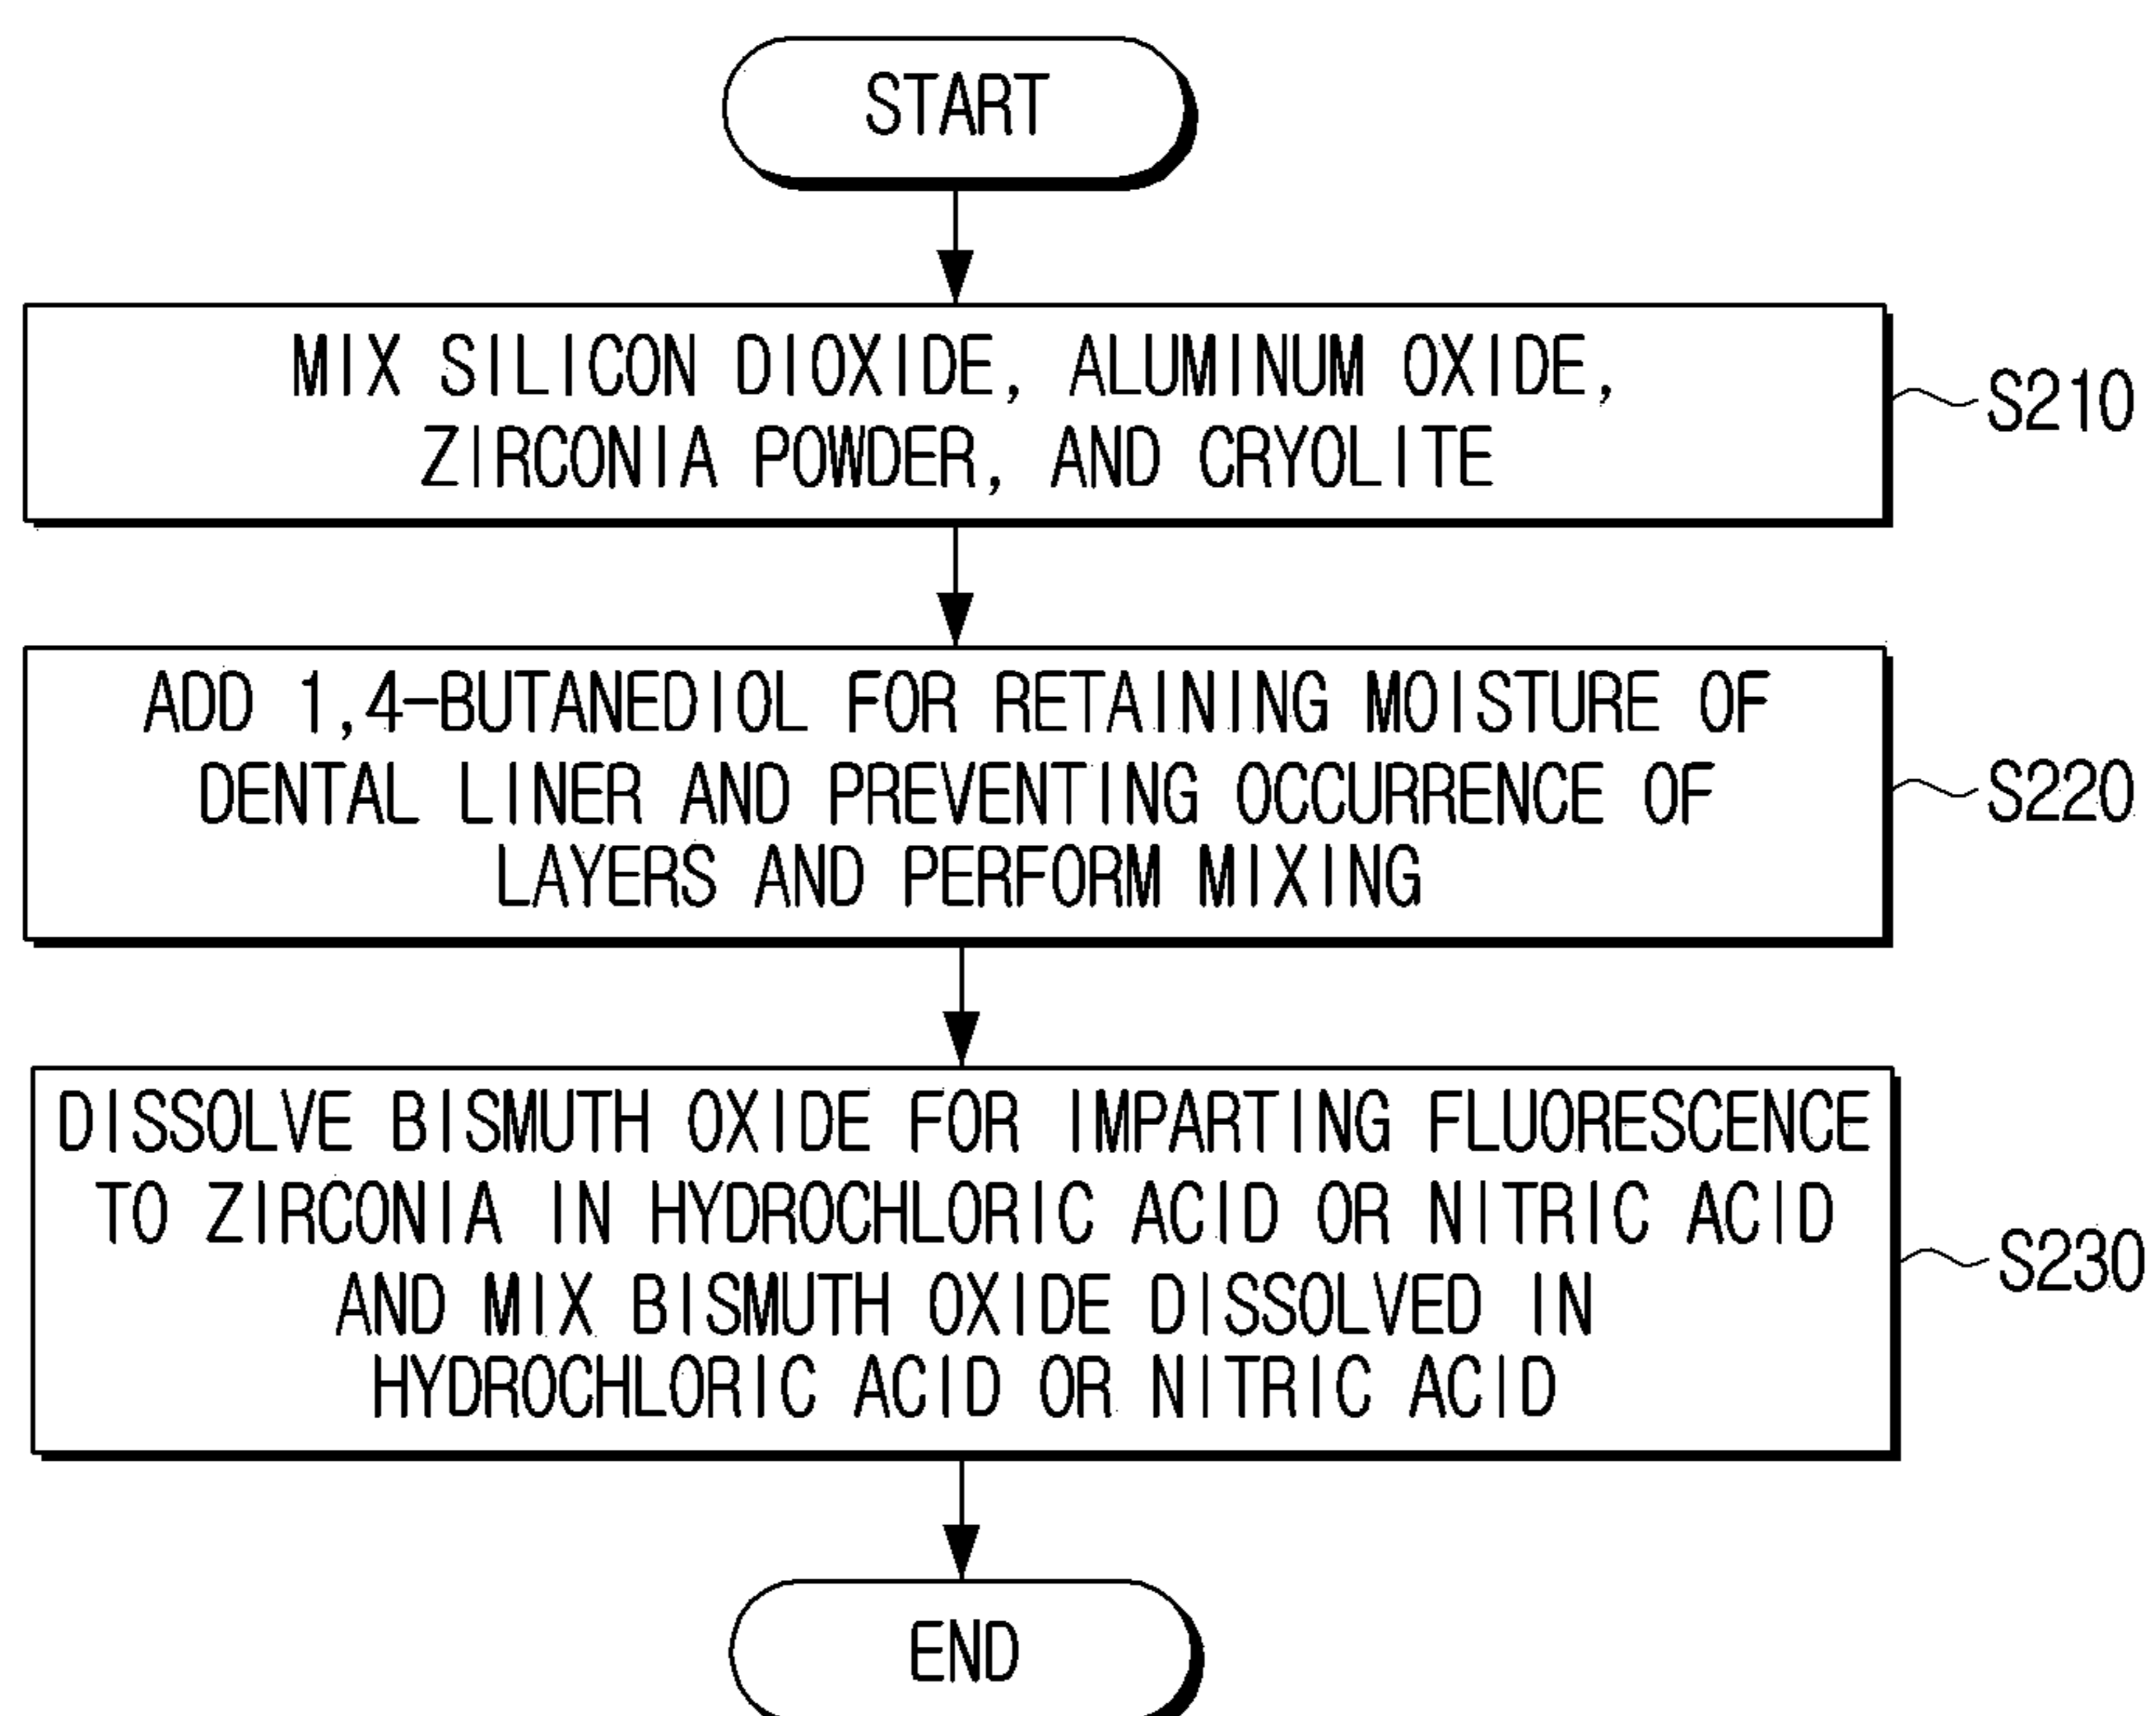 START
MIX SILICON DIOXIDE, ALUMINUM OXIDE,
ZIRCONIA POWDER, AND CRYOLITE
S210
ADD 1,4-BUTANEDIOL FOR RETAINING MOISTURE OF
DENTAL LINER AND PREVENTING OCCURRENCE OF
LAYERS AND PERFORM MIXING
S220
DISSOLVE BISMUTH OXIDE FOR IMPARTING FLUORESCENCE
TO ZIRCONIA IN HYDROCHLORIC ACID OR NITRIC ACID
AND MIX BISMUTH OXIDE DISSOLVED IN
HYDROCHLORIC ACID OR NITRIC ACID
S230
END